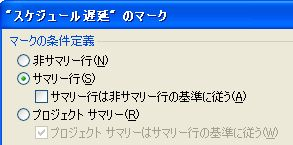 "スケジュール遅延" のマーク
マークの条件定義
非サマリー行(N)
サマリー行(S)
サマリー行は非サマリー行の基準に従う(A)
プロジェクト サマリー(R)
プロジェクト サマリーはサマリー行の基準に従う(W)